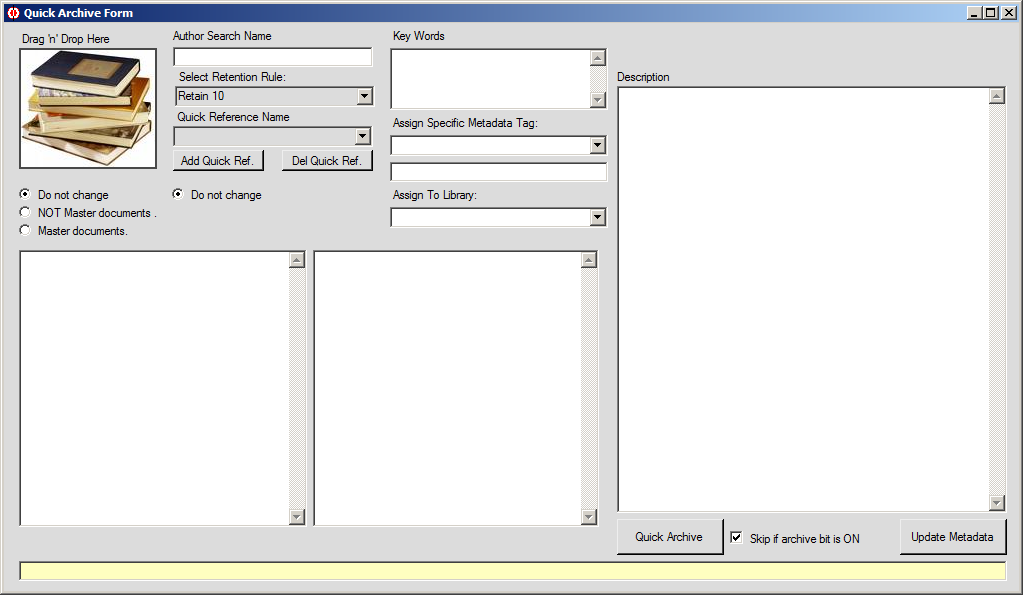 Quick Archive Form
Drag 'n' Drop Here
Author Search Name
Key Words
Select Retention Rule:
Retain 10
Quick Reference Name
Add Quick Ref.
Del Quick Ref.
Assign Specific Metadata Tag:
Description
Do not change
NOT Master documents .
Master documents.
Do not change
Assign To Library:
Quick Archive
Skip if archive bit is ON
Update Metadata